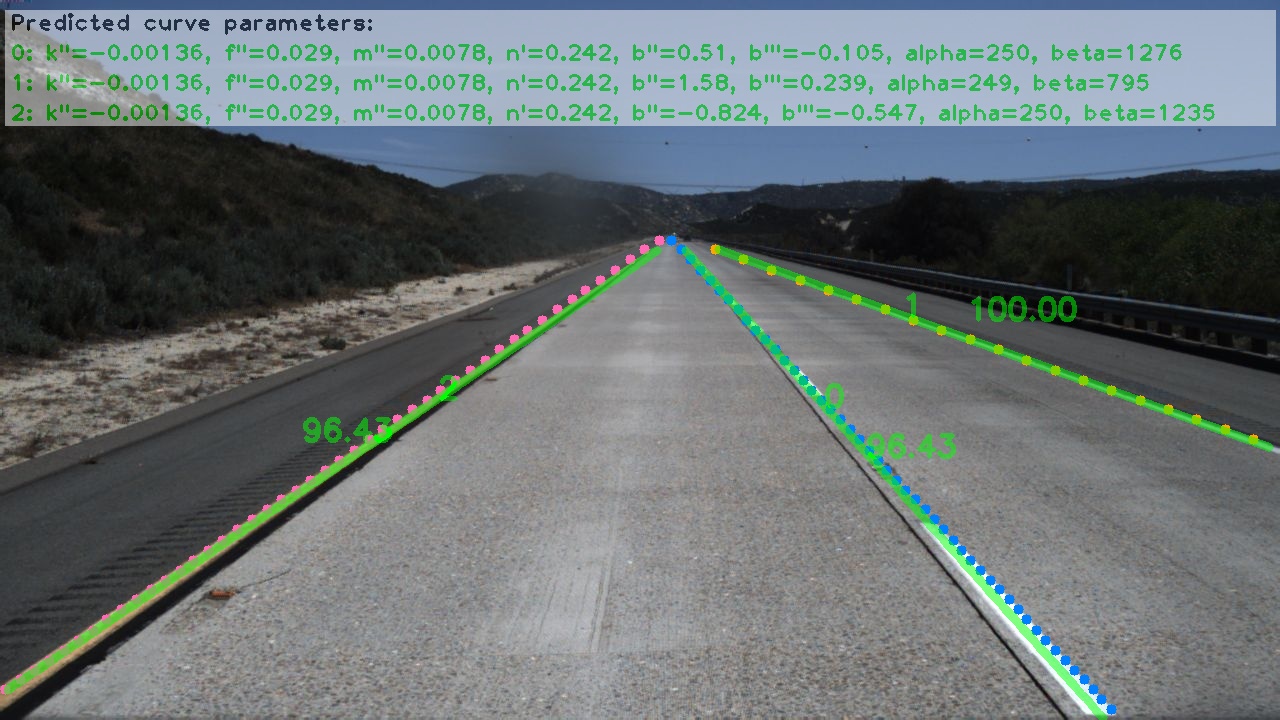 Predicted curve parameters:
0: k''=-0.00136, f''=0.029, m''=0.0078, n'=0.242, b''=0.51, b'''=-0.105, alpha=250, beta=1276
1: k''=-0.00136, f''=0.029, m''=0.0078, n'=0.242, b''=1.58, b'''=0.239, alpha=249, beta=795
2: k''=-0.00136, f''=0.029, m''=0.0078, n'=0.242, b''=-0.824, b'''=-0.547, alpha=250, beta=1235
1 100.00
2
0
96.43
96.43